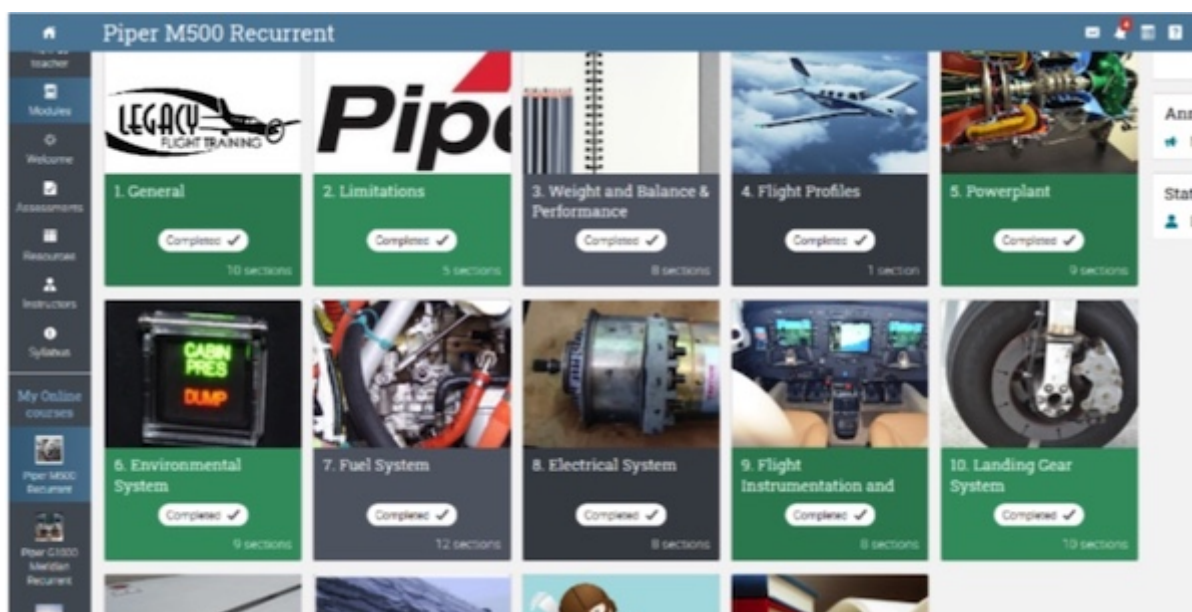 Piper M500 Recurrent
4
?
teacher
Modules
Welcome
Assessments
Resources
Instructors
Syllabus
My Online
courses
Piper M500
Recurrent
Piper G1000
Meridian
Recurrent
LEGACY
FLIGHT TRAINING
Pipe
1. General
Completed
10 sections
2. Limitations
Completed
5 sections
3. Weight and Balance &
Performance
Completed
8 sections
4. Flight Profiles
Completed
1 section
5. Powerplant
Completed
9 sections
CABIN
PRES
DUMP
6. Environmental
System
Completed
9 sections
7. Fuel System
Completed
12 sections
8. Electrical System
Completed
8 sections
9. Flight
Instrumentation and
Completed
8 sections
10. Landing Gear
System
Completed
10 sections
Ann
Stat